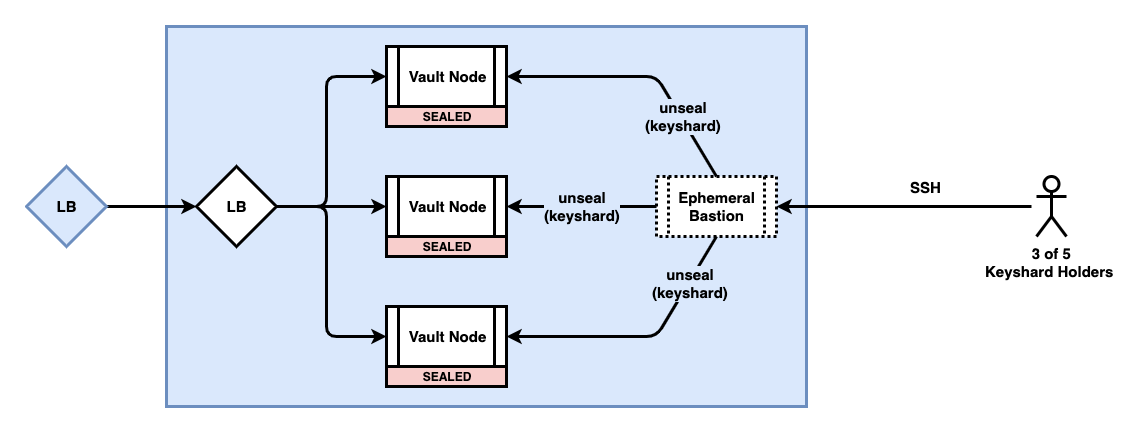 LB
LB
Vault Node
SEALED
Vault Node
SEALED
Vault Node
SEALED
unseal
(keyshard)
unseal
(keyshard)
unseal
(keyshard)
Ephemeral
Bastion
SSH
3 of 5
Keyshard Holders